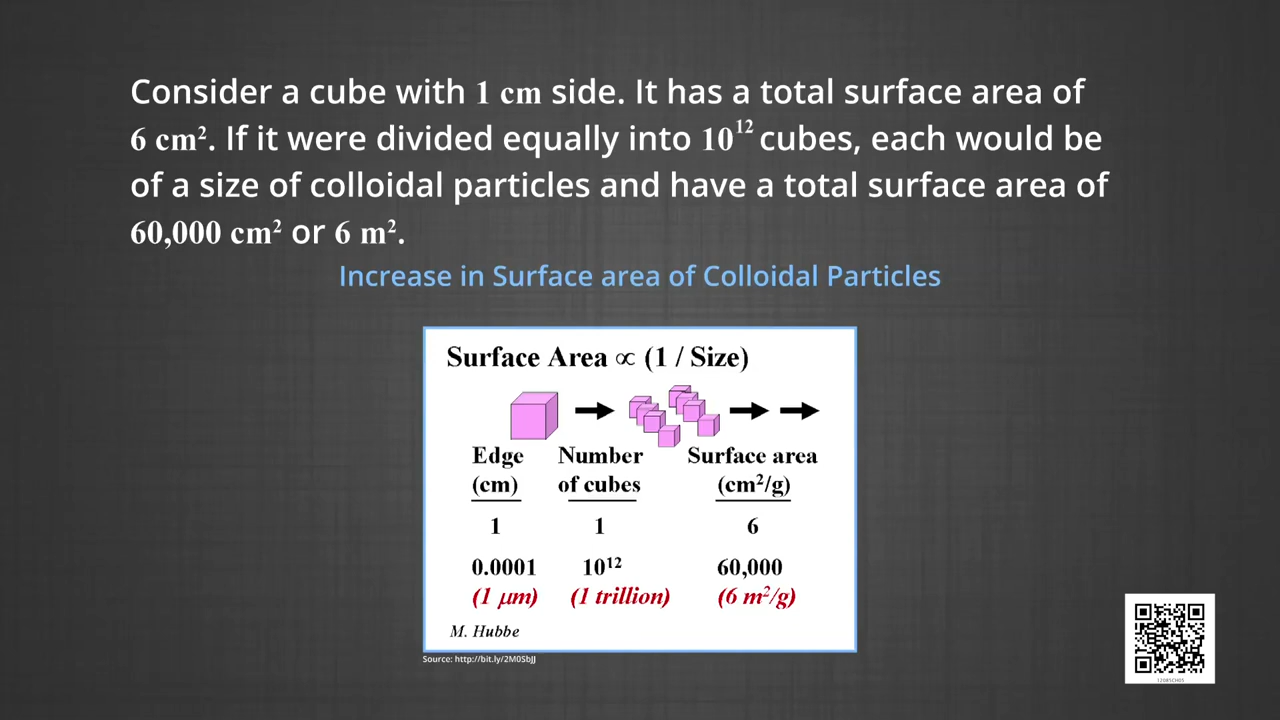 Consider a cube with 1 cm side. It has a total surface area of
6 cm². If it were divided equally into 10¹² cubes, each would be
of a size of colloidal particles and have a total surface area of
60,000 cm² or 6 m².
Increase in Surface area of Colloidal Particles
Surface Area ∝ (1 / Size)
Edge Number Surface area
(cm) of cubes (cm²/g)
1 1 6
0.0001 10¹² 60,000
(1 μm) (1 trillion) (6 m²/g)
M. Hubbe
Source: http://bit.ly/2M0SbJJ
12085CH05